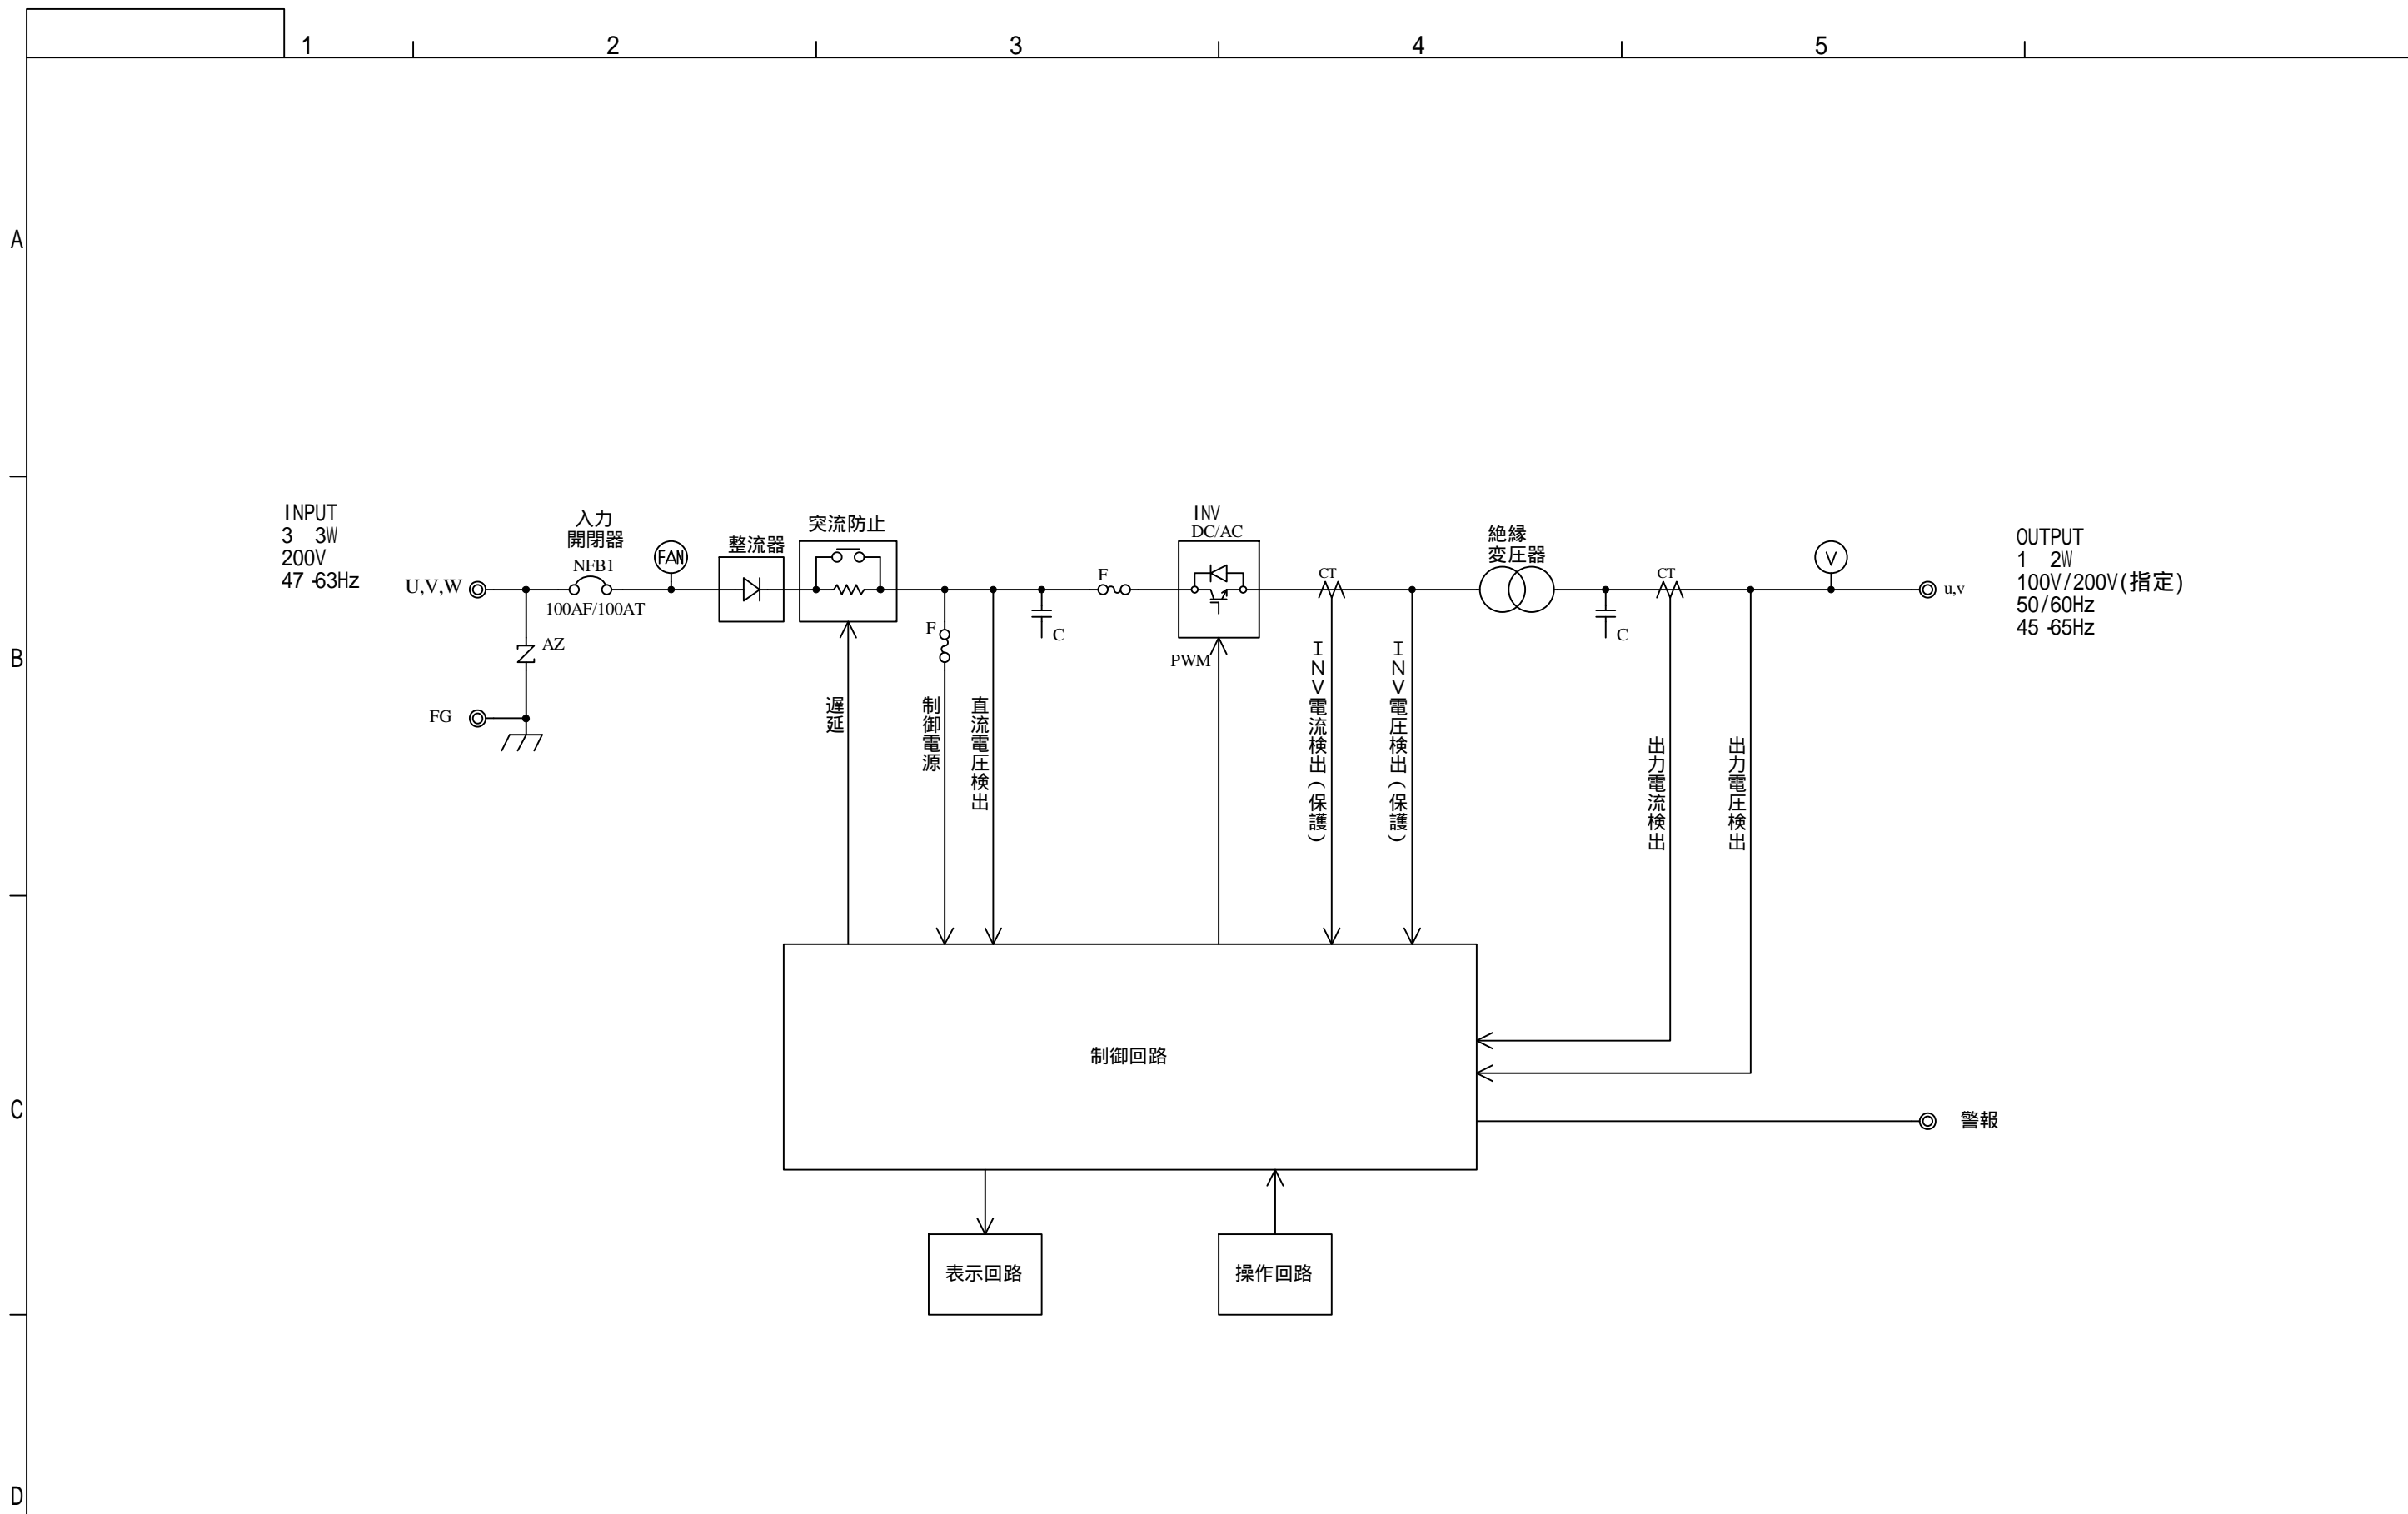 1
2
3
4
5
A
B
C
D
INPUT
3 3W
200V
47-63Hz
U,V,W
入力
開閉器
NFB1
100AF/100AT
AZ
FG
FAN
整流器
突流防止
遅延
F
制御電源
直流電圧検出
C
F
INV
DC/AC
PWM
CT
INV電流検出(保護)
INV電圧検出(保護)
絶縁
変圧器
C
CT
出力電流検出
出力電圧検出
V
u,v
OUTPUT
1 2W
100V/200V(指定)
50/60Hz
45-65Hz
制御回路
警報
表示回路
操作回路